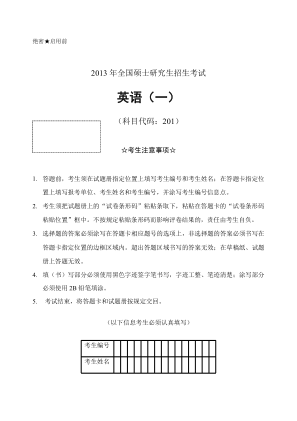 绝密★启用前
2013 年全国硕士研究生招生考试
英语（一）
（科目代码：201）
☆考生注意事项☆
1. 答题前，考生须在试题册指定位置上填写考生编号和考生姓名；在答题卡指定位
置上填写报考单位、考生姓名和考生编号，并涂写考生编号信息点。
2. 考生须把试题册上的“试卷条形码”粘贴条取下，粘贴在答题卡的“试卷条形码
粘贴位置”框中。不按规定粘贴条形码而影响评卷结果的，责任由考生自负。
3. 选择题的答案必须涂写在答题卡相应题号的选项上，非选择题的答案必须书写在
答题卡指定位置的边框区域内，超出答题区域书写的答案无效；在草稿纸、试题
册上答题无效。
4. 填（书）写部分必须使用黑色字迹签字笔书写，字迹工整、笔迹清楚；涂写部分
必须使用 2B 铅笔填涂。
5. 考试结束，将答题卡和试题册按规定交回。
（以下信息考生必须认真填写）
考生编号
考生姓名